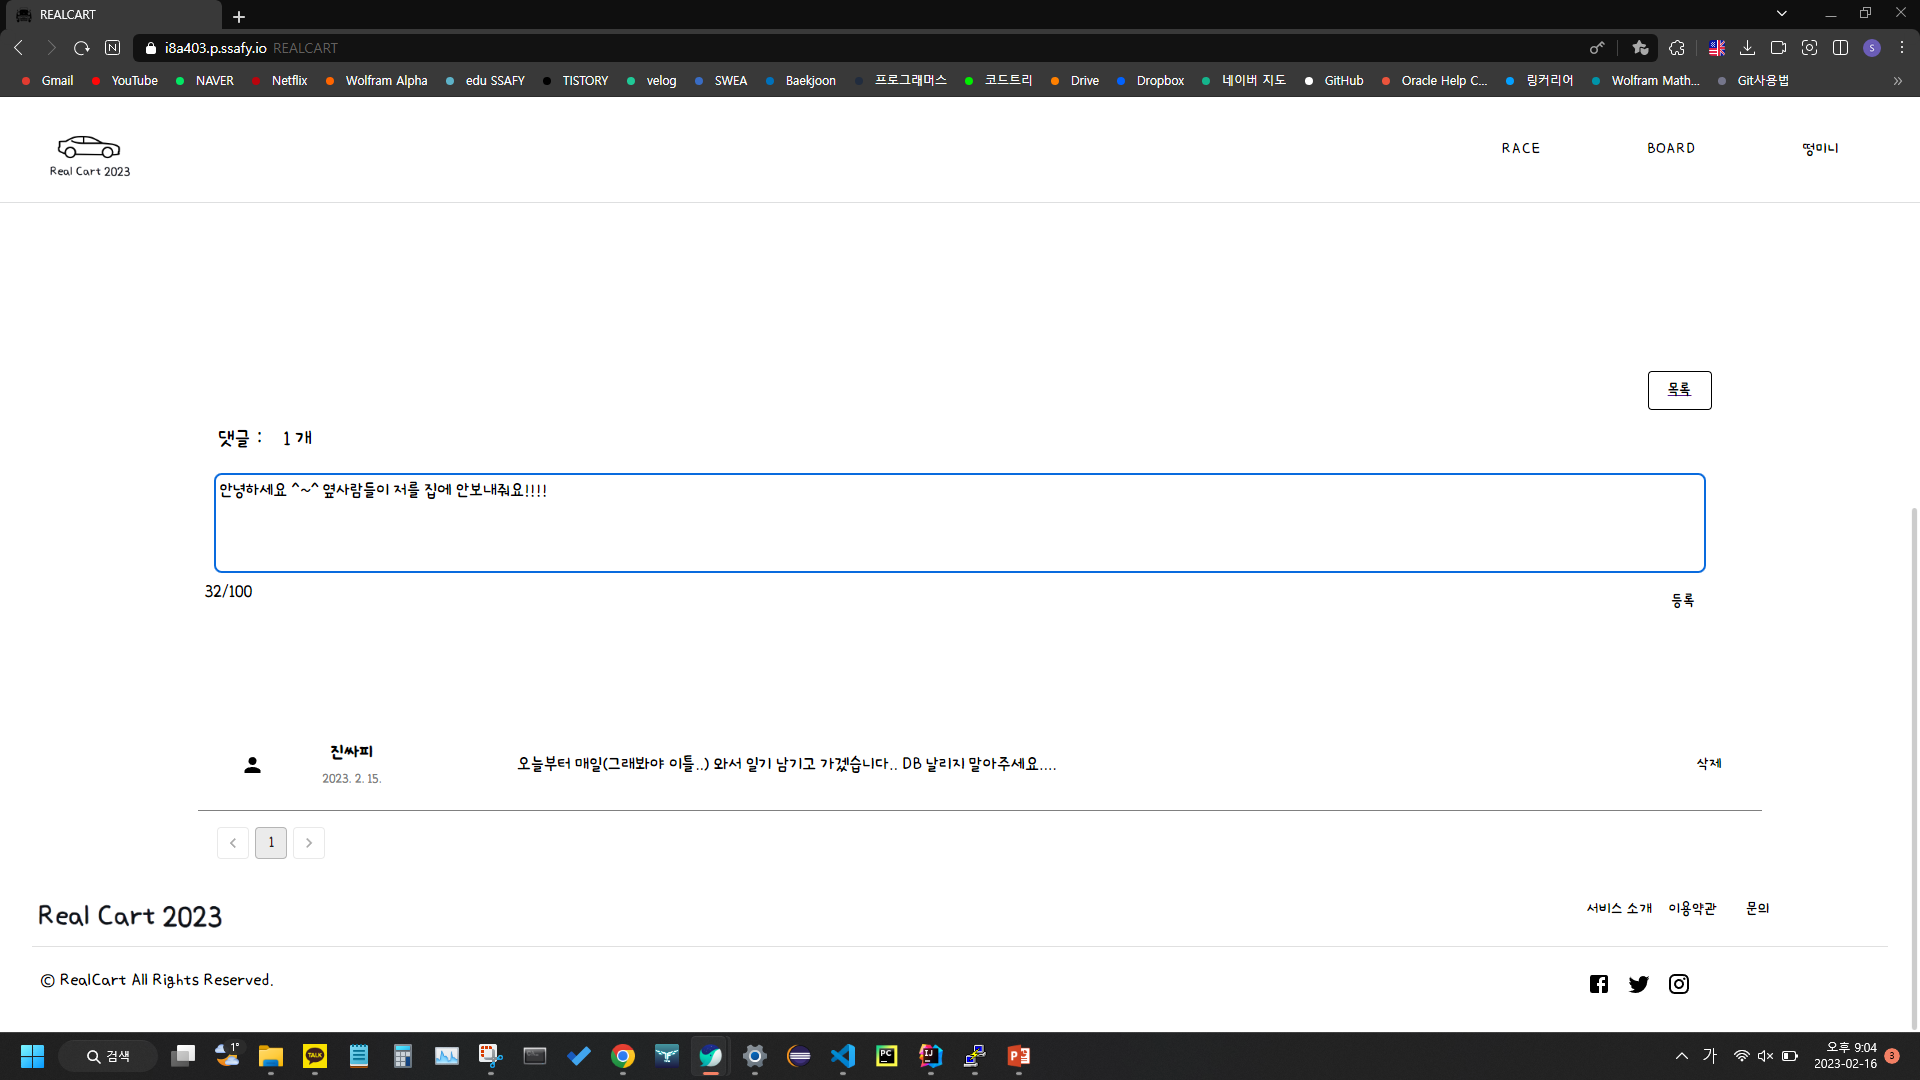 REALCART
i8a403.p.ssafy.io REALCART
Gmail YouTube NAVER Netflix Wolfram Alpha edu SSAFY TISTORY velog SWEA Baekjoon 프로그래머스 코드트리 Drive Dropbox 네이버 지도 GitHub Oracle Help C... 링커리어 Wolfram Math... Git사용법
Real Cart 2023
RACE BOARD 떵미니
목록
댓글 : 1 개
안녕하세요 ^~^ 옆사람들이 저를 집에 안보내줘요!!!!
32/100
등록
진싸피
2023. 2. 15.
오늘부터 매일(그래봐야 이틀..) 와서 일기 남기고 가겠습니다.. DB 날리지 말아주세요....
삭제
1
Real Cart 2023
서비스 소개 이용약관 문의
© RealCart All Rights Reserved.
검색
1°
TALK
PC
IJ
P
가
오후 9:04
2023-02-16
3